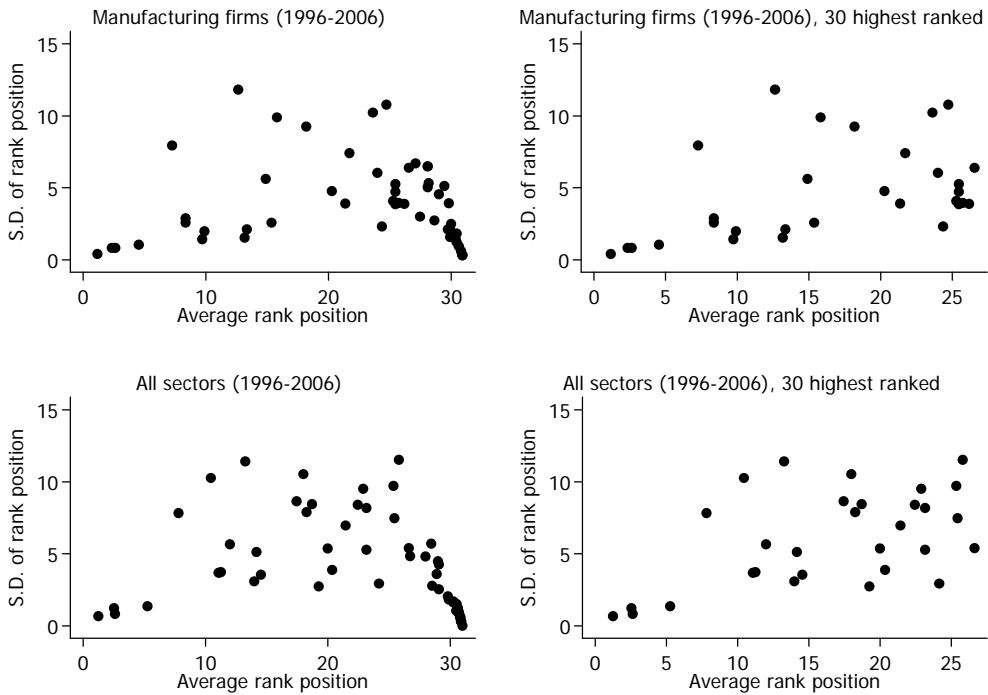 Manufacturing firms (1996-2006)
15
10
5
0
S.D. of rank position
0 10 20 30
Average rank position
Manufacturing firms (1996-2006), 30 highest ranked
15
10
5
0
S.D. of rank position
0 5 10 15 20 25
Average rank position
All sectors (1996-2006)
15
10
5
0
S.D. of rank position
0 10 20 30
Average rank position
All sectors (1996-2006), 30 highest ranked
15
10
5
0
S.D. of rank position
0 5 10 15 20 25
Average rank position